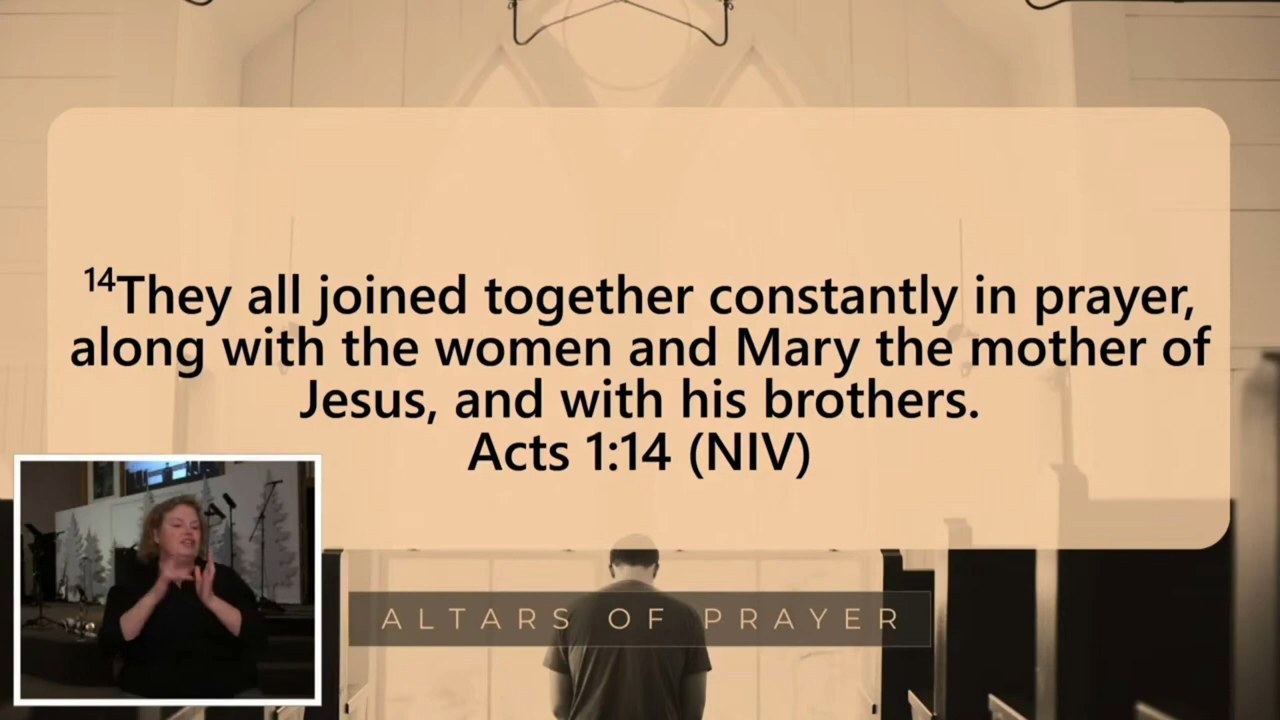 ¹⁴They all joined together constantly in prayer,
along with the women and Mary the mother of
Jesus, and with his brothers.
Acts 1:14 (NIV)
ALTARS OF PRAYER